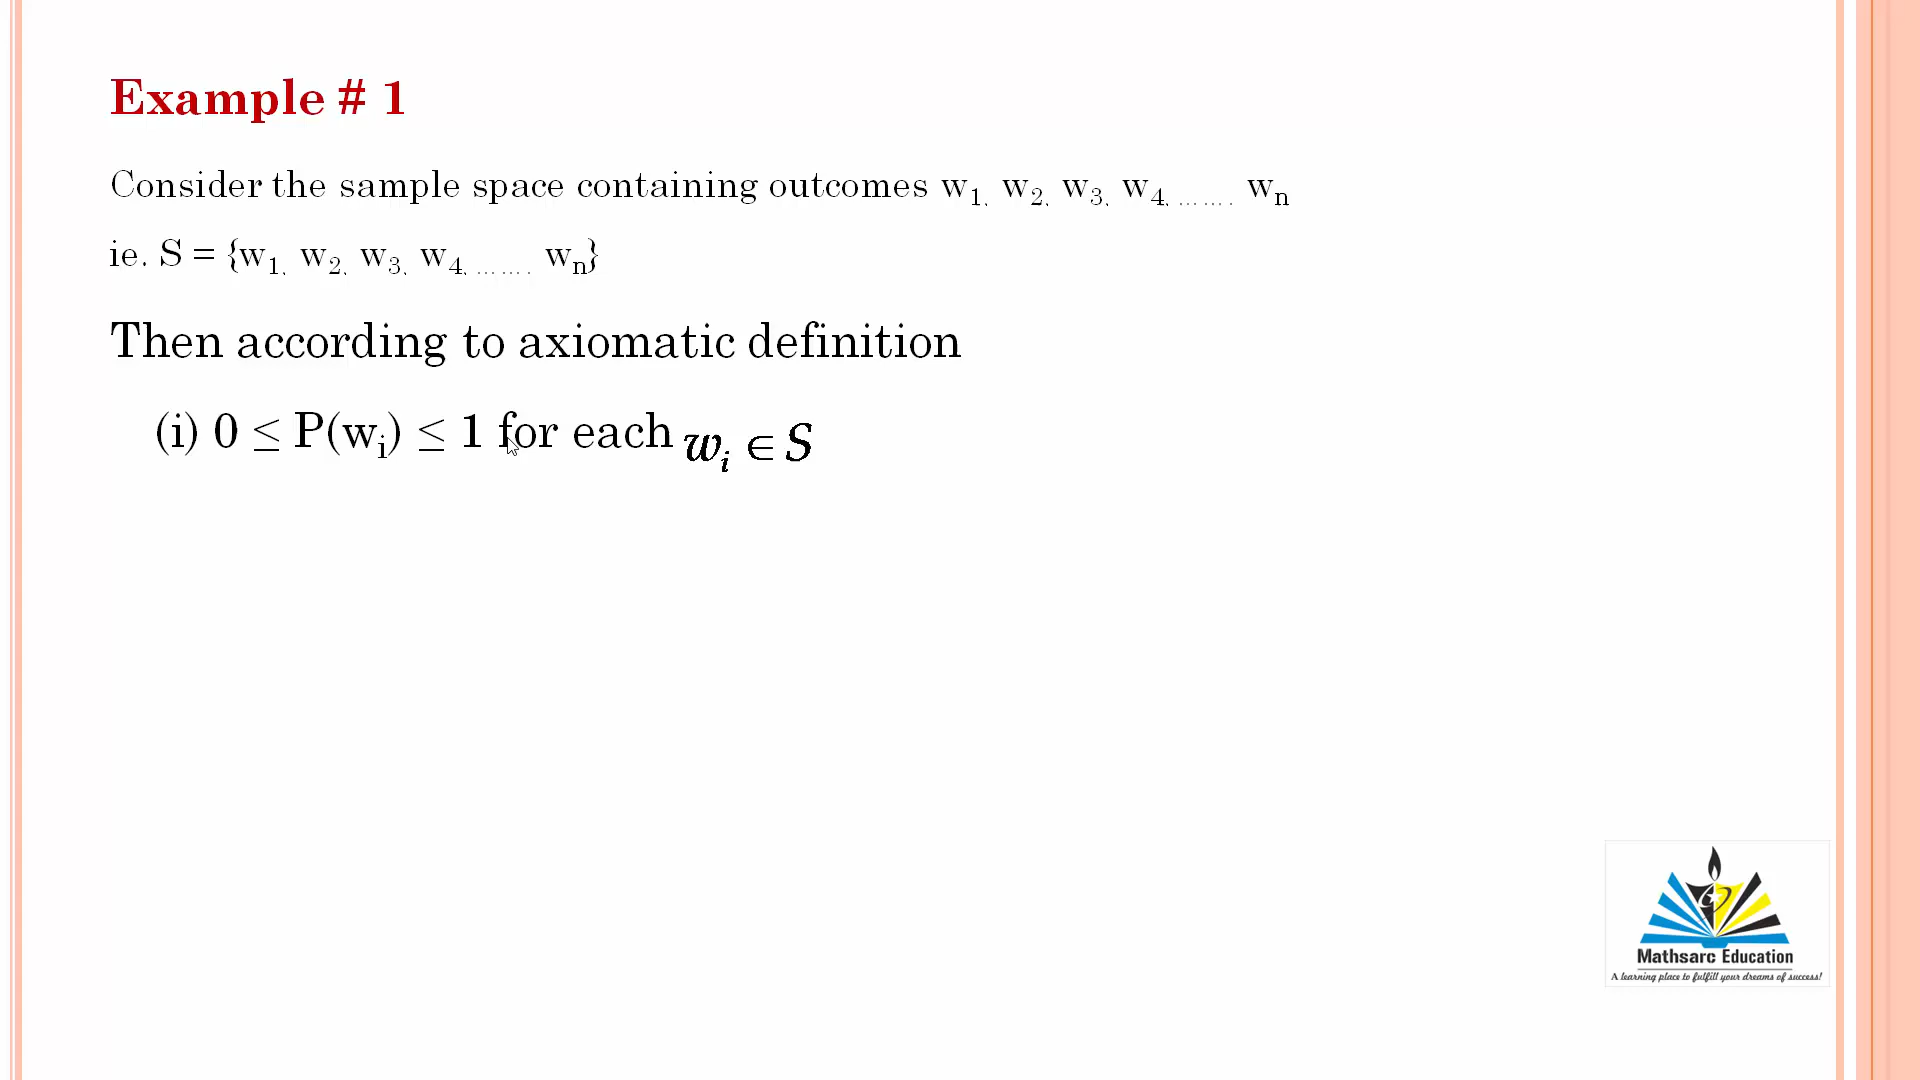 Example # 1
Consider the sample space containing outcomes w₁, w₂, w₃, w₄, ……. wₙ
ie. S = {w₁, w₂, w₃, w₄, ……. wₙ}
Then according to axiomatic definition
(i) 0 ≤ P(wᵢ) ≤ 1 for each wᵢ ∈ S
Mathsarc Education
A learning place to fulfill your dreams of success!